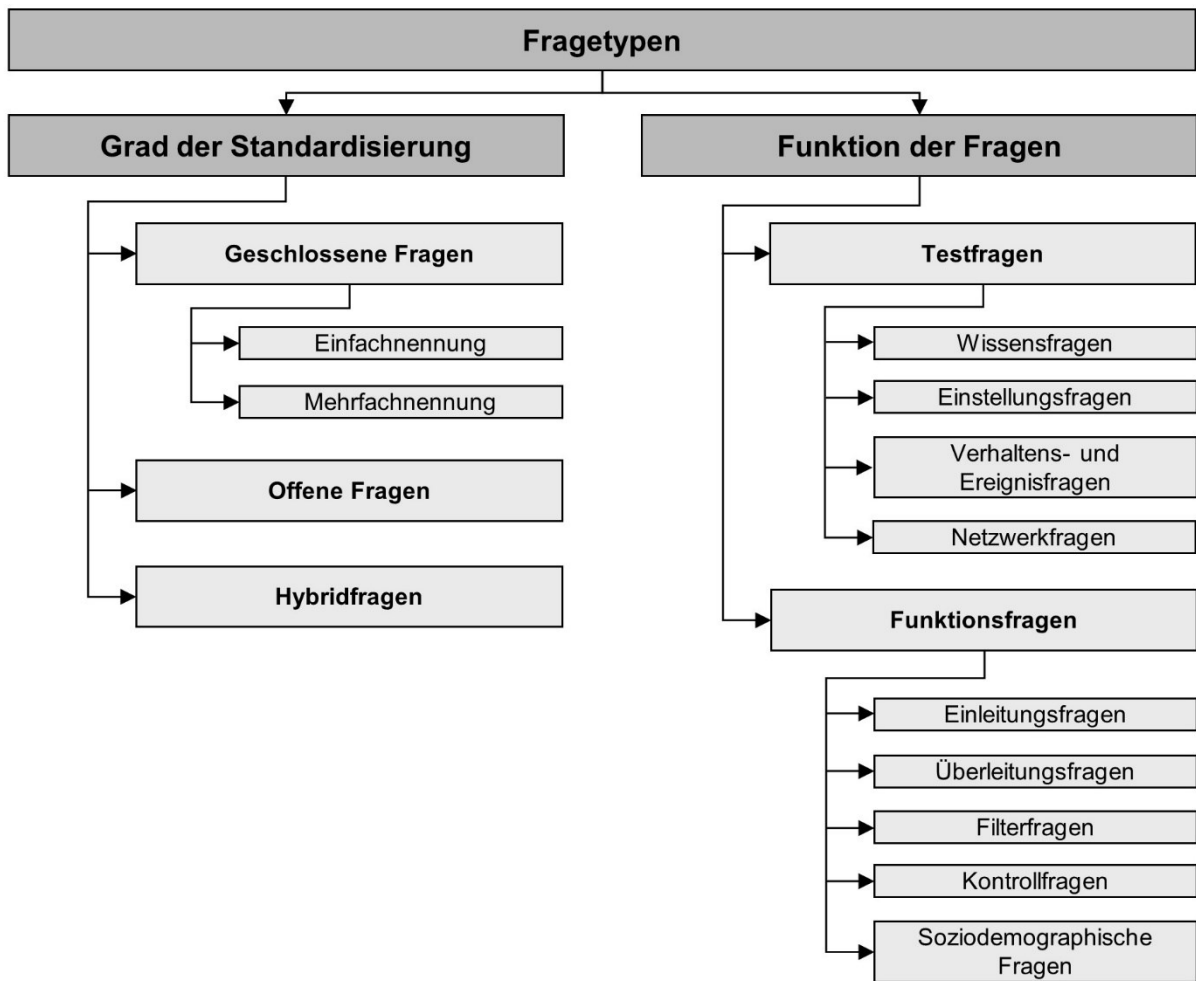 Fragetypen
Grad der Standardisierung
Geschlossene Fragen
Einfachnennung
Mehrfachnennung
Offene Fragen
Hybridfragen
Funktion der Fragen
Testfragen
Wissensfragen
Einstellungsfragen
Verhaltens- und
Ereignisfragen
Netzwerkfragen
Funktionsfragen
Einleitungsfragen
Überleitungsfragen
Filterfragen
Kontrollfragen
Soziodemographische
Fragen